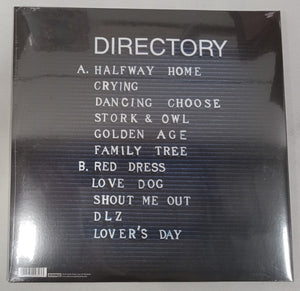 DIRECTORY
A. HALFWAY HOME
CRYING
DANCING CHOOSE
STORK & OWL
GOLDEN AGE
FAMILY TREE
B. RED DRESS
LOVE DOG
SHOUT ME OUT
DLZ
LOVER'S DAY